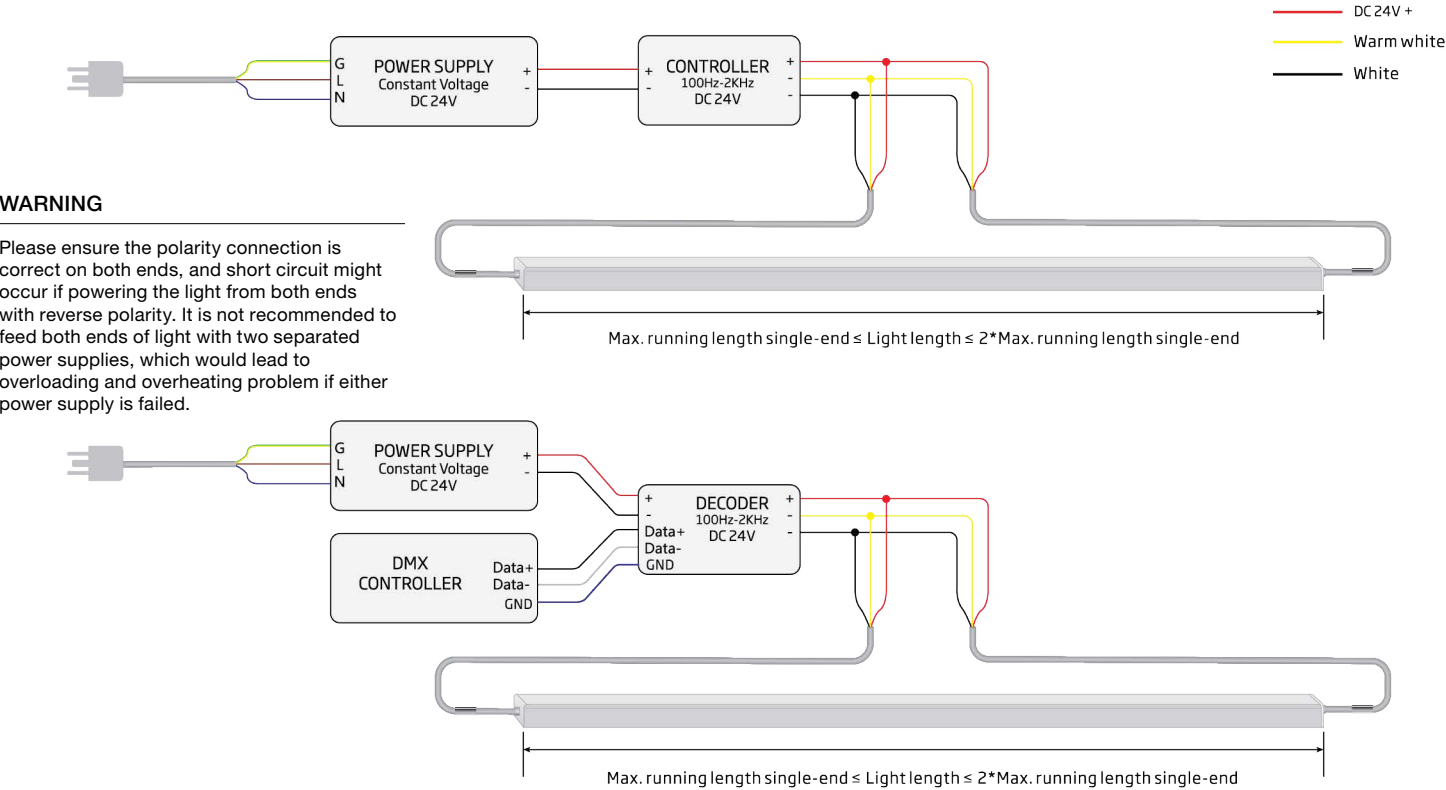 DC 24V +
Warm white
White
G
L
N
POWER SUPPLY
Constant Voltage
DC 24V
+
-
+
-
CONTROLLER
100Hz-2KHz
DC 24V
+
-
-
WARNING
Please ensure the polarity connection is
correct on both ends, and short circuit might
occur if powering the light from both ends
with reverse polarity. It is not recommended to
feed both ends of light with two separated
power supplies, which would lead to
overloading and overheating problem if either
power supply is failed.
Max. running length single-end ≤ Light length ≤ 2*Max. running length single-end
G
L
N
POWER SUPPLY
Constant Voltage
DC 24V
+
-
DMX
CONTROLLER
Data+
Data-
GND
+
-
Data+
Data-
GND
DECODER
100Hz-2KHz
DC 24V
+
-
-
Max. running length single-end ≤ Light length ≤ 2*Max. running length single-end